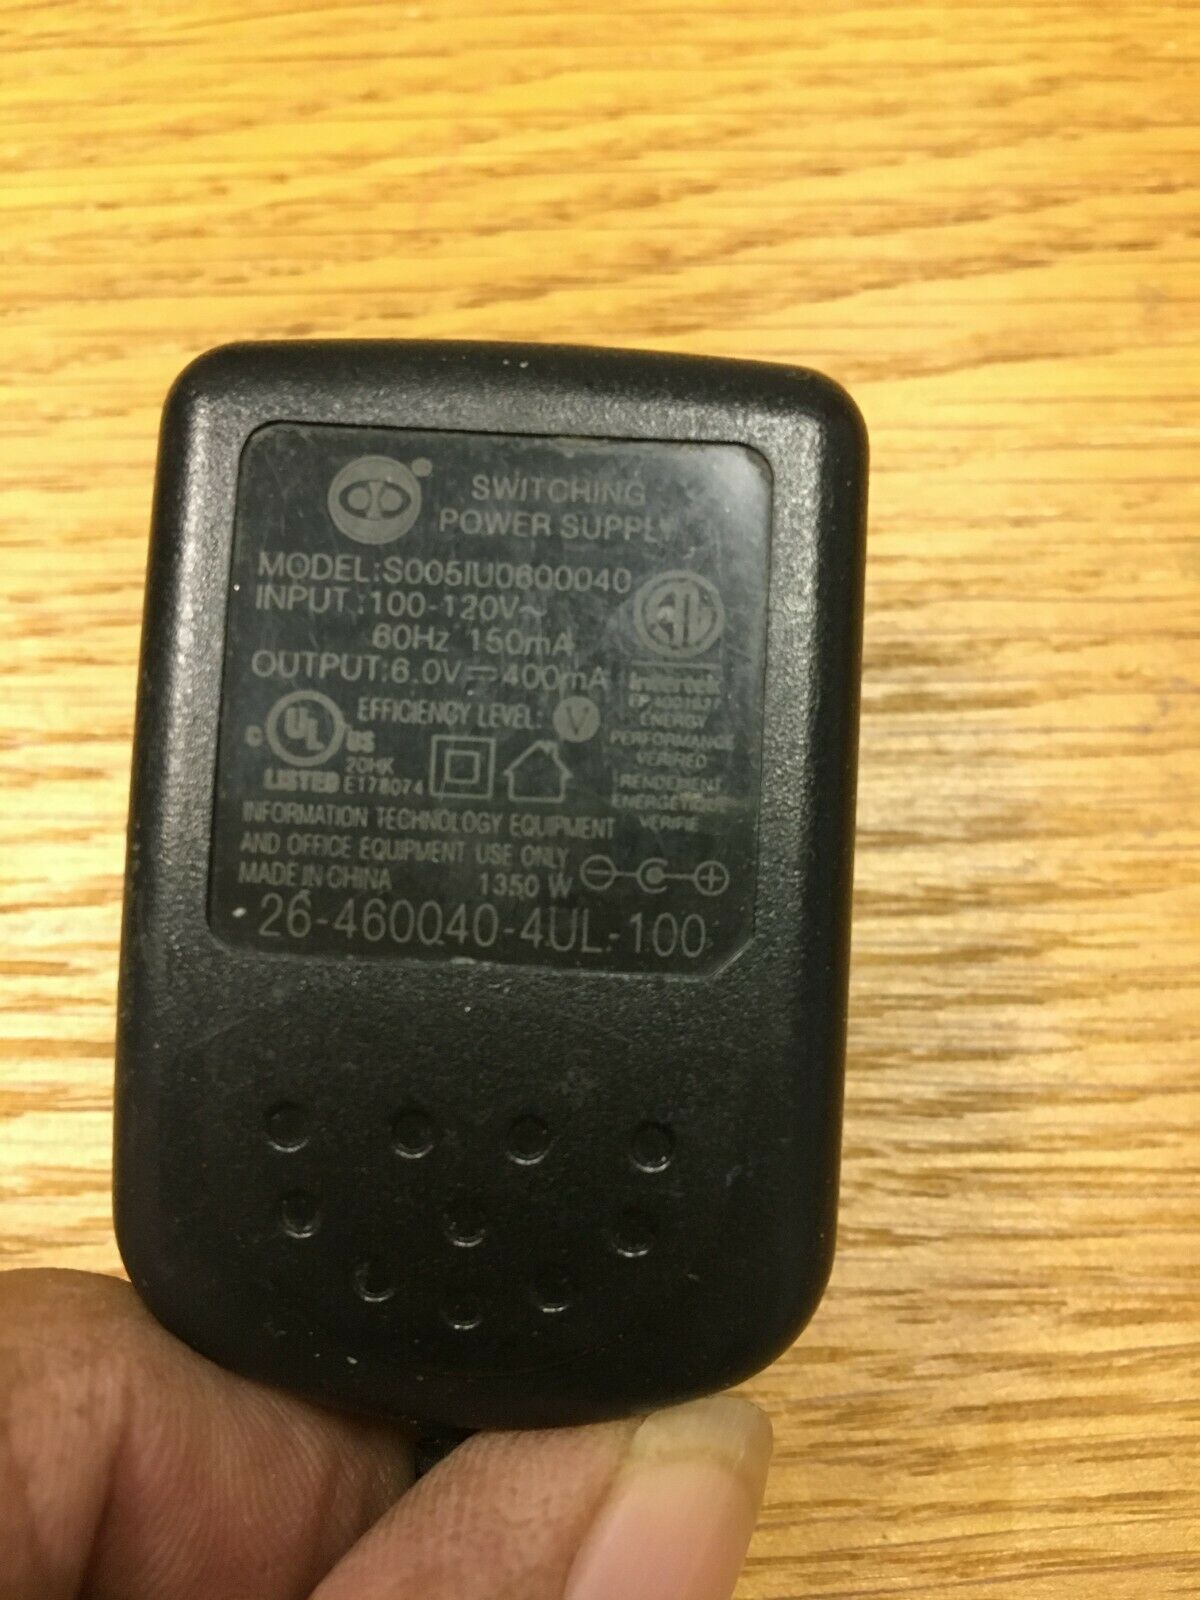 SWITCHING
POWER SUPPLY
MODEL:S005IU0600040
INPUT :100-120V~
60Hz 150mA
OUTPUT:6.0V⎓400mA
Intertek
ENERGY
PERFORMANCE
VERIFIED
RENDEMENT
ENERGETIQUE
VERIFIE
EFFICIENCY LEVEL: V
c UL US
LISTED
20HK
E178074
INFORMATION TECHNOLOGY EQUIPMENT
AND OFFICE EQUIPMENT USE ONLY
MADE IN CHINA 1350 W
26-460040-4UL-100